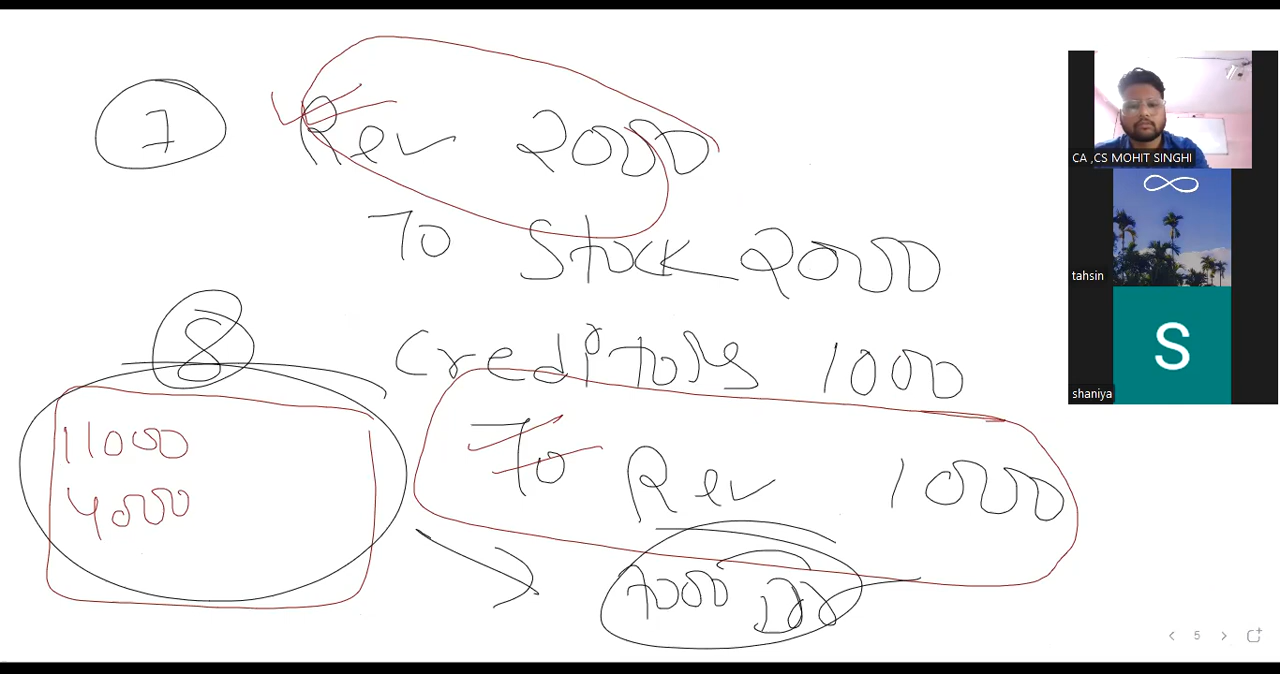 7 Rev 2000
To Stock 2000
8
Creditors 1000
To Rev 1000
11000
4000
7000
CA ,CS MOHIT SINGHI
tahsin
S
shaniya
5